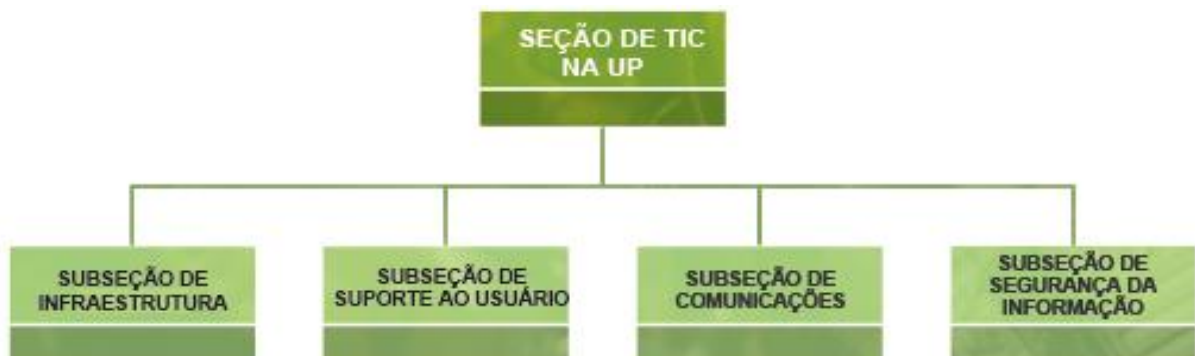 SEÇÃO DE TIC
NA UP
SUBSEÇÃO DE
INFRAESTRUTURA
SUBSEÇÃO DE
SUPORTE AO USUÁRIO
SUBSEÇÃO DE
COMUNICAÇÕES
SUBSEÇÃO DE
SEGURANÇA DA
INFORMAÇÃO